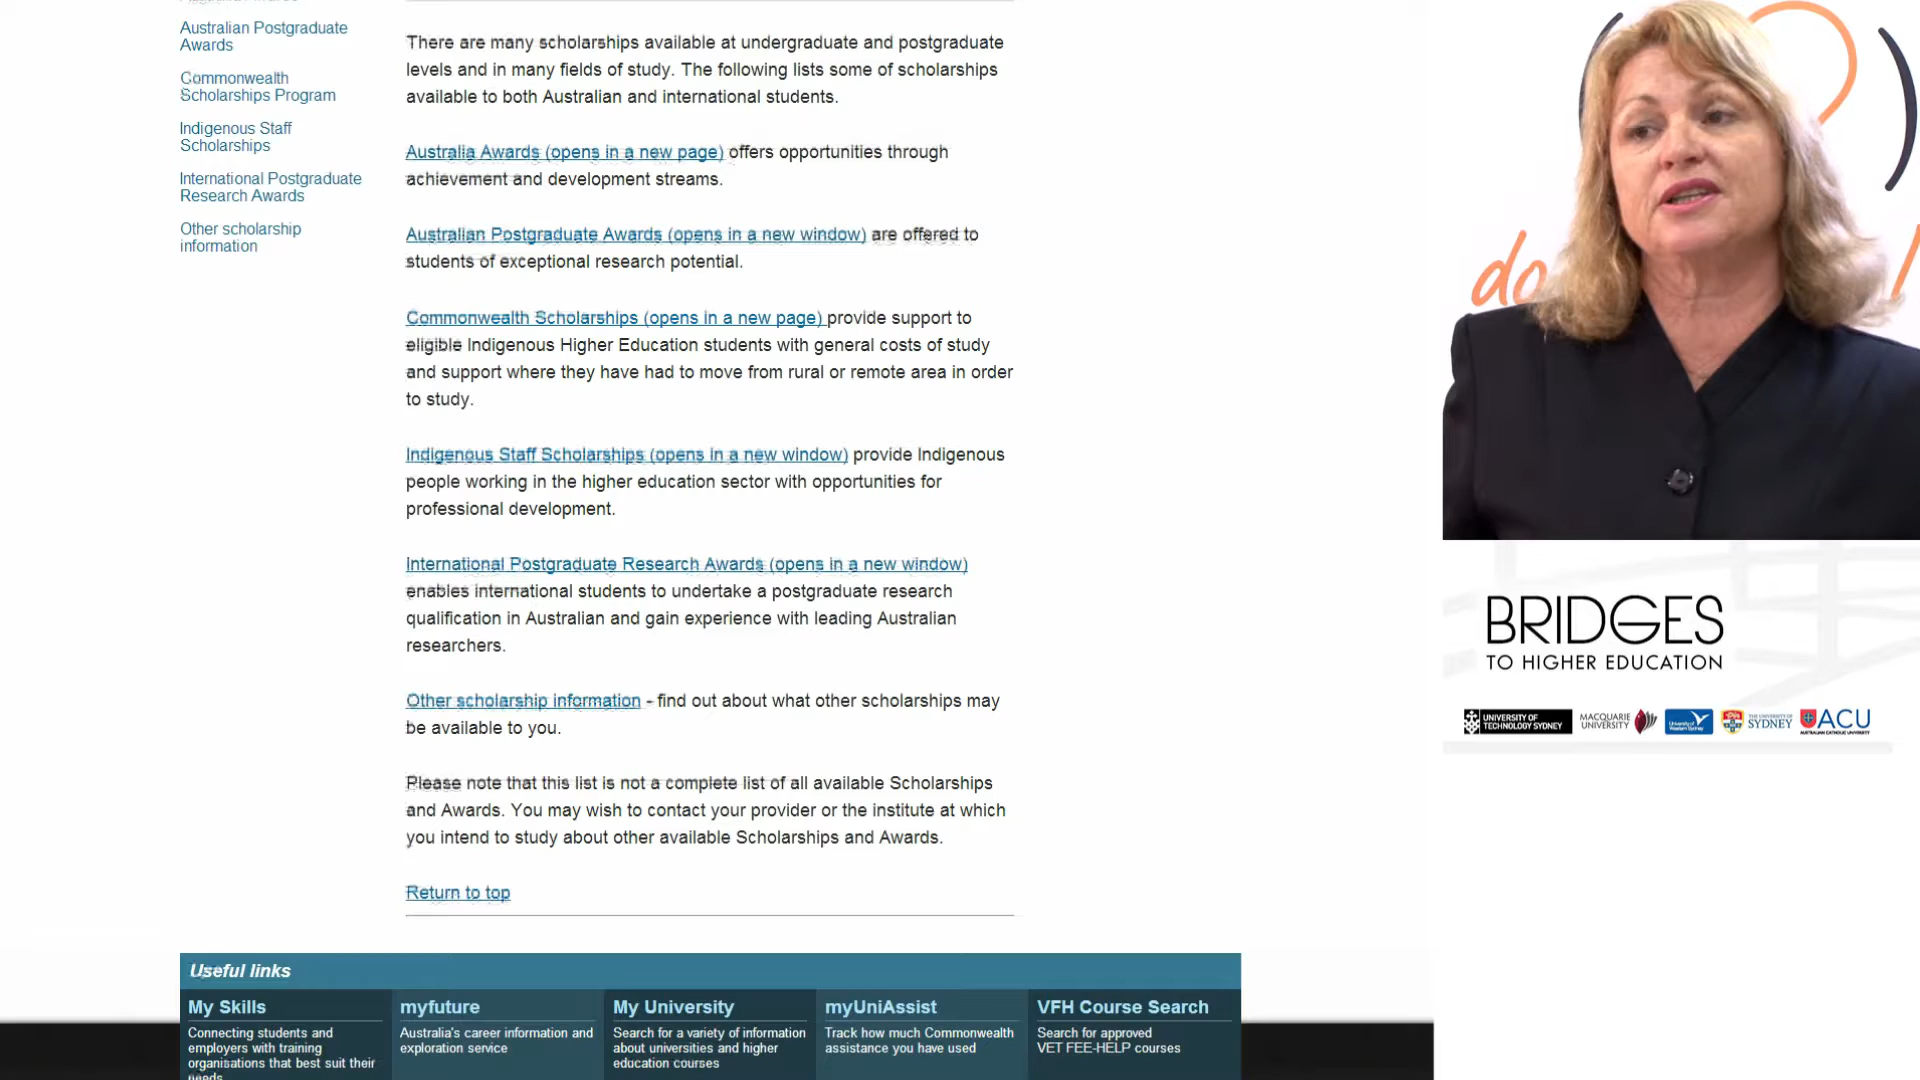 Australian Postgraduate
Awards
Commonwealth
Scholarships Program
Indigenous Staff
Scholarships
International Postgraduate
Research Awards
Other scholarship
information
There are many scholarships available at undergraduate and postgraduate
levels and in many fields of study. The following lists some of scholarships
available to both Australian and international students.
Australia Awards (opens in a new page) offers opportunities through
achievement and development streams.
Australian Postgraduate Awards (opens in a new window) are offered to
students of exceptional research potential.
Commonwealth Scholarships (opens in a new page) provide support to
eligible Indigenous Higher Education students with general costs of study
and support where they have had to move from rural or remote area in order
to study.
Indigenous Staff Scholarships (opens in a new window) provide Indigenous
people working in the higher education sector with opportunities for
professional development.
International Postgraduate Research Awards (opens in a new window)
enables international students to undertake a postgraduate research
qualification in Australian and gain experience with leading Australian
researchers.
Other scholarship information - find out about what other scholarships may
be available to you.
Please note that this list is not a complete list of all available Scholarships
and Awards. You may wish to contact your provider or the institute at which
you intend to study about other available Scholarships and Awards.
Return to top
Useful links
My Skills
Connecting students and
employers with training
organisations that best suit their
needs
myfuture
Australia's career information and
exploration service
My University
Search for a variety of information
about universities and higher
education courses
myUniAssist
Track how much Commonwealth
assistance you have used
VFH Course Search
Search for approved
VET FEE-HELP courses
do
BRIDGES
TO HIGHER EDUCATION
UNIVERSITY OF
TECHNOLOGY SYDNEY
MACQUARIE
UNIVERSITY
University of
Western Sydney
THE UNIVERSITY OF
SYDNEY
ACU
AUSTRALIAN CATHOLIC UNIVERSITY